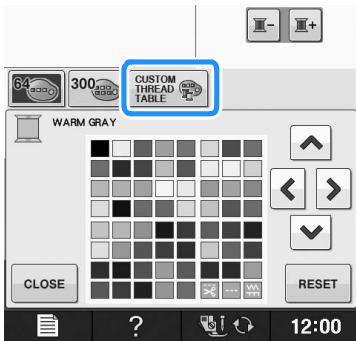 64
300
CUSTOM
THREAD
TABLE
WARM GRAY
CLOSE
RESET
?
12:00